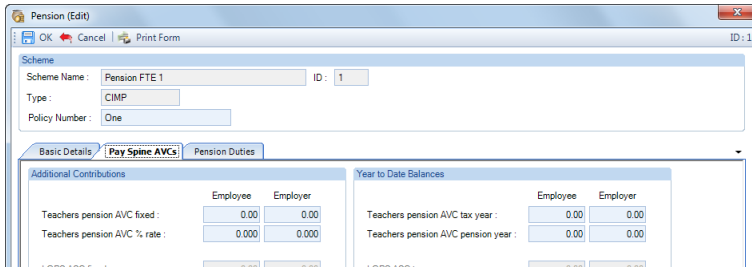 Pension (Edit)
OK Cancel Print Form ID : 1
Scheme
Scheme Name : Pension FTE 1 ID : 1
Type : CIMP
Policy Number : One
Basic Details Pay Spine AVCs Pension Duties
Additional Contributions Year to Date Balances
Employee Employer Employee Employer
Teachers pension AVC fixed : 0.00 0.00 Teachers pension AVC tax year : 0.00 0.00
Teachers pension AVC % rate : 0.000 0.000 Teachers pension AVC pension year : 0.00 0.00